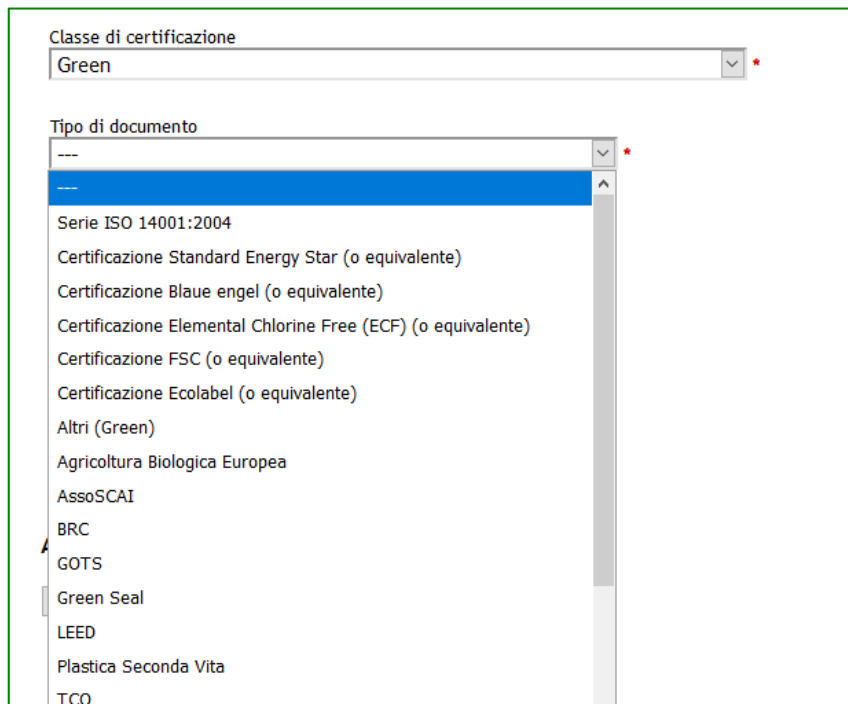 Classe di certificazione
Green
*
Tipo di documento
---
*
---
Serie ISO 14001:2004
Certificazione Standard Energy Star (o equivalente)
Certificazione Blaue engel (o equivalente)
Certificazione Elemental Chlorine Free (ECF) (o equivalente)
Certificazione FSC (o equivalente)
Certificazione Ecolabel (o equivalente)
Altri (Green)
Agricoltura Biologica Europea
AssoSCAI
BRC
GOTS
Green Seal
LEED
Plastica Seconda Vita
TCO